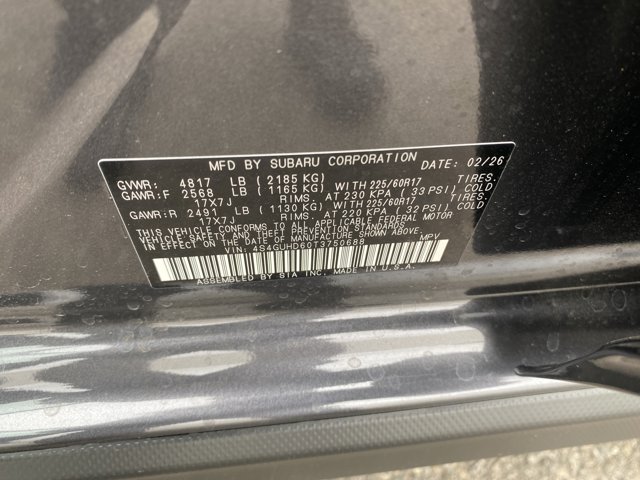 MFD BY SUBARU CORPORATION DATE: 02/26
GVWR: 4817 LB (2185 KG)
GAWR:F 2568 LB (1165 KG) WITH 225/60R17 TIRES.
17X7J RIMS. AT 230 KPA (33 PSI) COLD
GAWR:R 2491 LB (1130 KG) WITH 225/60R17 TIRES.
17X7J RIMS. AT 220 KPA (32 PSI) COLD
VEHICLE CONFORMS TO ALL APPLICABLE FEDERAL MOTOR
VEHICLE SAFETY AND THEFT PREVENTION STANDARDS
IN EFFECT ON THE DATE OF MANUFACTURE SHOWN ABOVE.
VIN: 4S4GUHD60T3750688 MPV
ASSEMBLED BY SIA INC. MADE IN U.S.A.